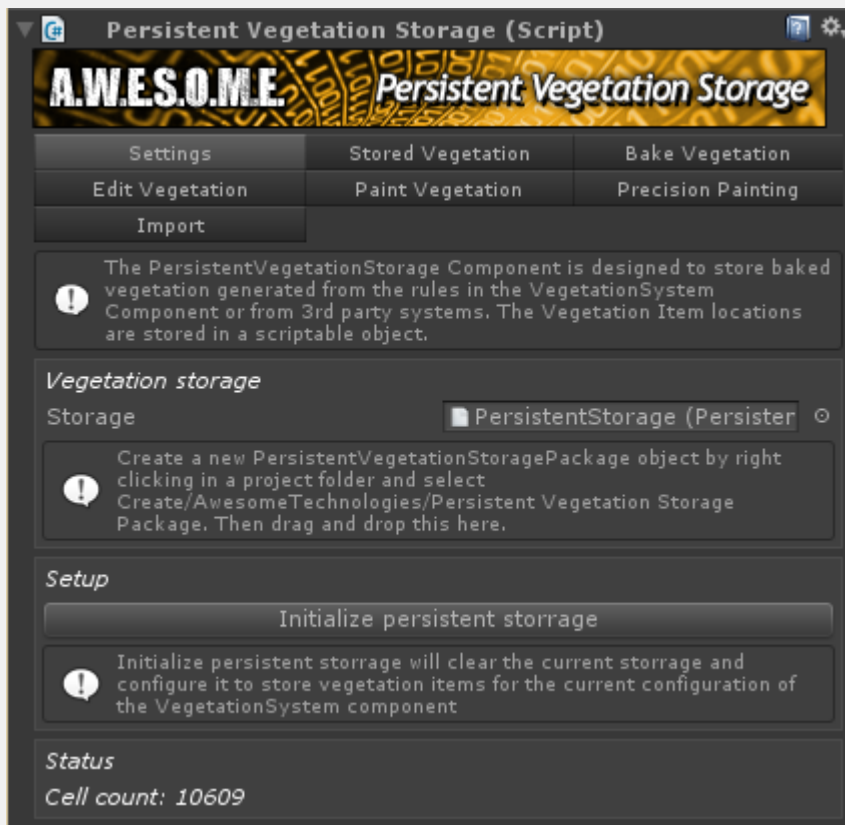 Persistent Vegetation Storage (Script)
A.W.E.S.O.M.E. Persistent Vegetation Storage
Settings Stored Vegetation Bake Vegetation
Edit Vegetation Paint Vegetation Precision Painting
Import
The PersistentVegetationStorage Component is designed to store baked
vegetation generated from the rules in the VegetationSystem
Component or from 3rd party systems. The Vegetation Item locations
are stored in a scriptable object.
Vegetation storage
Storage PersistentStorage (Persister
Create a new PersistentVegetationStoragePackage object by right
clicking in a project folder and select
Create/AwesomeTechnologies/Persistent Vegetation Storage
Package. Then drag and drop this here.
Setup
Initialize persistent storrage
Initialize persistent storrage will clear the current storrage and
configure it to store vegetation items for the current configuration of
the VegetationSystem component
Status
Cell count: 10609